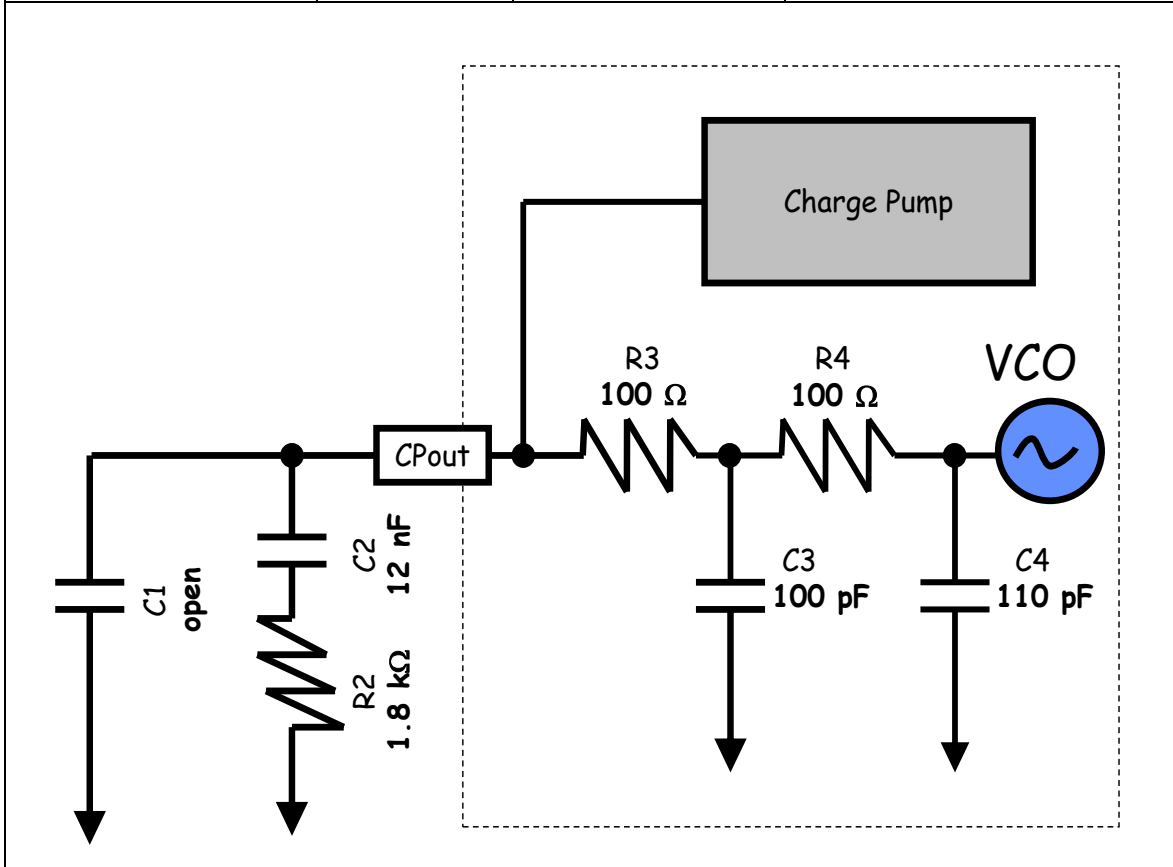 Charge Pump
VCO
R3
100 Ω
R4
100 Ω
CPout
C1
open
C2
12 nF
R2
1.8 kΩ
C3
100 pF
C4
110 pF